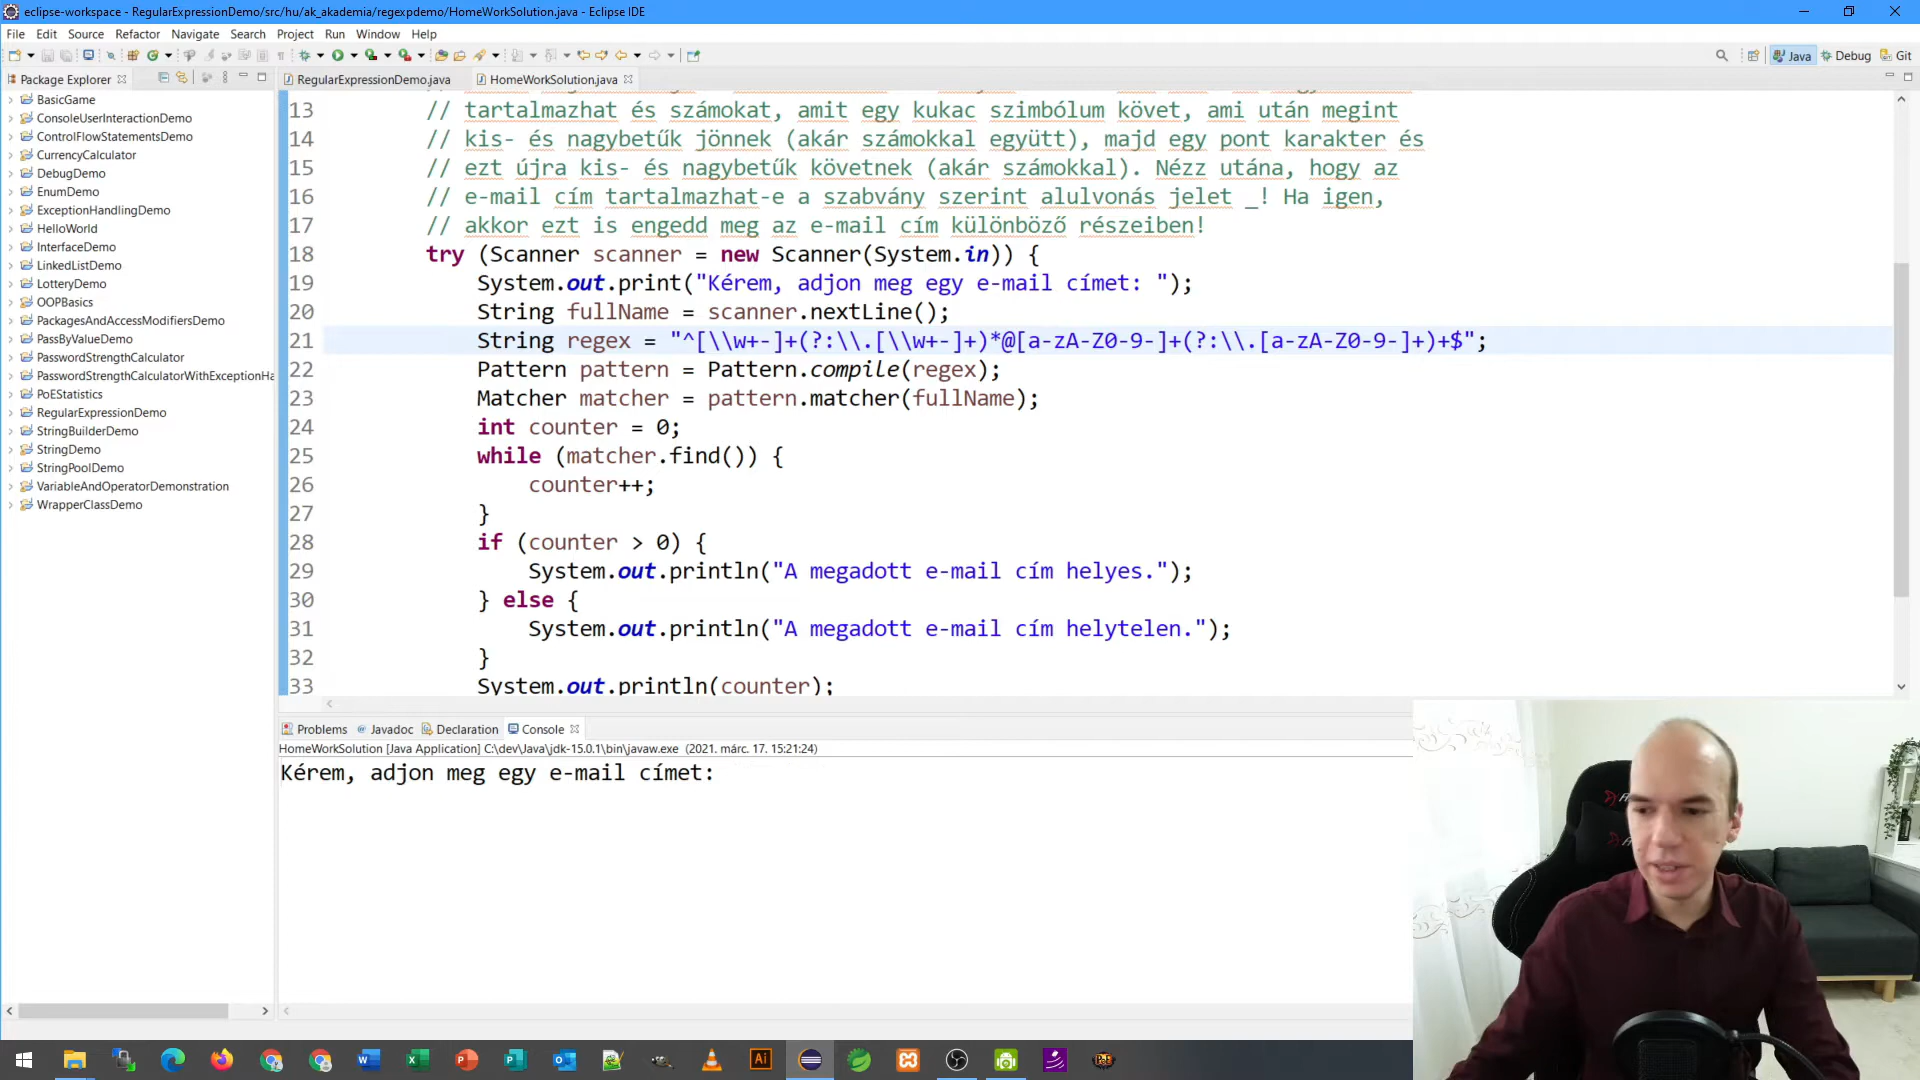 eclipse-workspace - RegularExpressionDemo/src/hu/ak_akademia/regexpdemo/HomeWorkSolution.java - Eclipse IDE
File Edit Source Refactor Navigate Search Project Run Window Help
Java Debug Git
Package Explorer
RegularExpressionDemo.java HomeWorkSolution.java
BasicGame
ConsoleUserInteractionDemo
ControlFlowStatementsDemo
CurrencyCalculator
DebugDemo
EnumDemo
ExceptionHandlingDemo
HelloWorld
InterfaceDemo
LinkedListDemo
LotteryDemo
OOPBasics
PackagesAndAccessModifiersDemo
PassByValueDemo
PasswordStrengthCalculator
PasswordStrengthCalculatorWithExceptionHa
PoEStatistics
RegularExpressionDemo
StringBuilderDemo
StringDemo
StringPoolDemo
VariableAndOperatorDemonstration
WrapperClassDemo
13 // tartalmazhat és számokat, amit egy kukac szimbólum követ, ami után megint
14 // kis- és nagybetűk jönnek (akár számokkal együtt), majd egy pont karakter és
15 // ezt újra kis- és nagybetűk követnek (akár számokkal). Nézz utána, hogy az
16 // e-mail cím tartalmazhat-e a szabvány szerint alulvonás jelet _! Ha igen,
17 // akkor ezt is engedd meg az e-mail cím különböző részeiben!
18 try (Scanner scanner = new Scanner(System.in)) {
19 System.out.print("Kérem, adjon meg egy e-mail címet: ");
20 String fullName = scanner.nextLine();
21 String regex = "^[\\w+-]+(?:\\.[\\w+-]+)*@[a-zA-Z0-9-]+(?:\\.[a-zA-Z0-9-]+)+$";
22 Pattern pattern = Pattern.compile(regex);
23 Matcher matcher = pattern.matcher(fullName);
24 int counter = 0;
25 while (matcher.find()) {
26 counter++;
27 }
28 if (counter > 0) {
29 System.out.println("A megadott e-mail cím helyes.");
30 } else {
31 System.out.println("A megadott e-mail cím helytelen.");
32 }
33 System.out.println(counter);
Problems Javadoc Declaration Console
HomeWorkSolution [Java Application] C:\dev\Java\jdk-15.0.1\bin\javaw.exe (2021. márc. 17. 15:21:24)
Kérem, adjon meg egy e-mail címet: